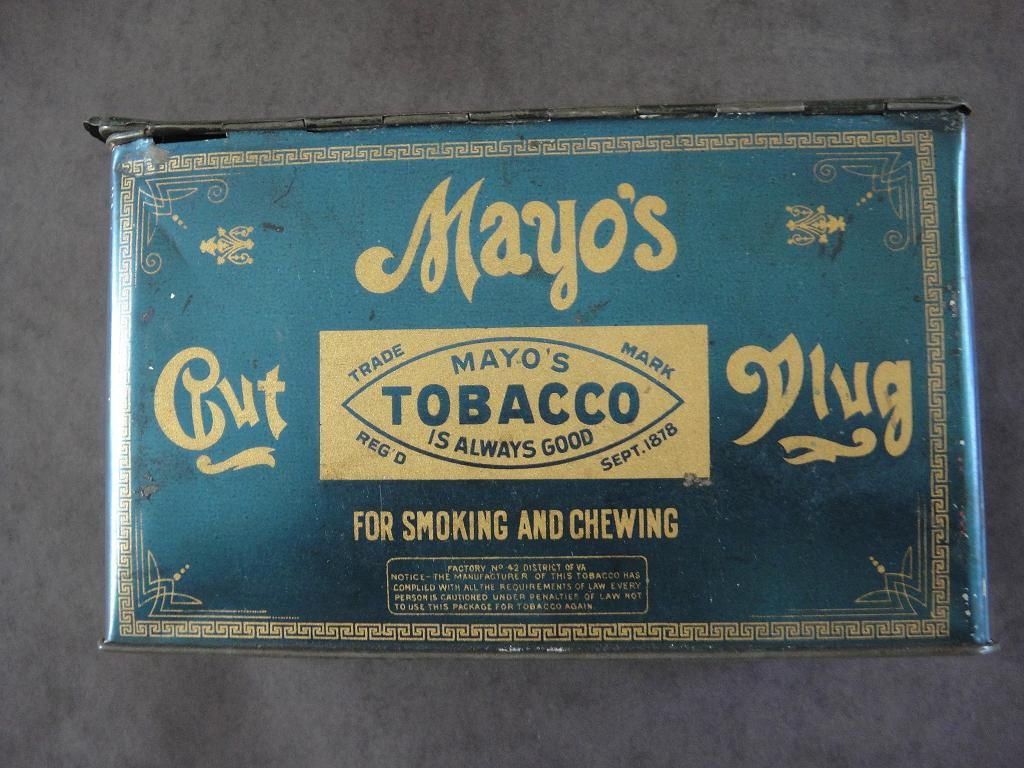 Mayo's
Cut Plug
TRADE MARK
MAYO'S
TOBACCO
IS ALWAYS GOOD
REG'D SEPT. 1878
FOR SMOKING AND CHEWING
FACTORY Nº 42 DISTRICT OF VA
NOTICE-THE MANUFACTURER OF THIS TOBACCO HAS
COMPLIED WITH ALL THE REQUIREMENTS OF LAW EVERY
PERSON IS CAUTIONED UNDER PENALTIES OF LAW NOT
TO USE THIS PACKAGE FOR TOBACCO AGAIN.